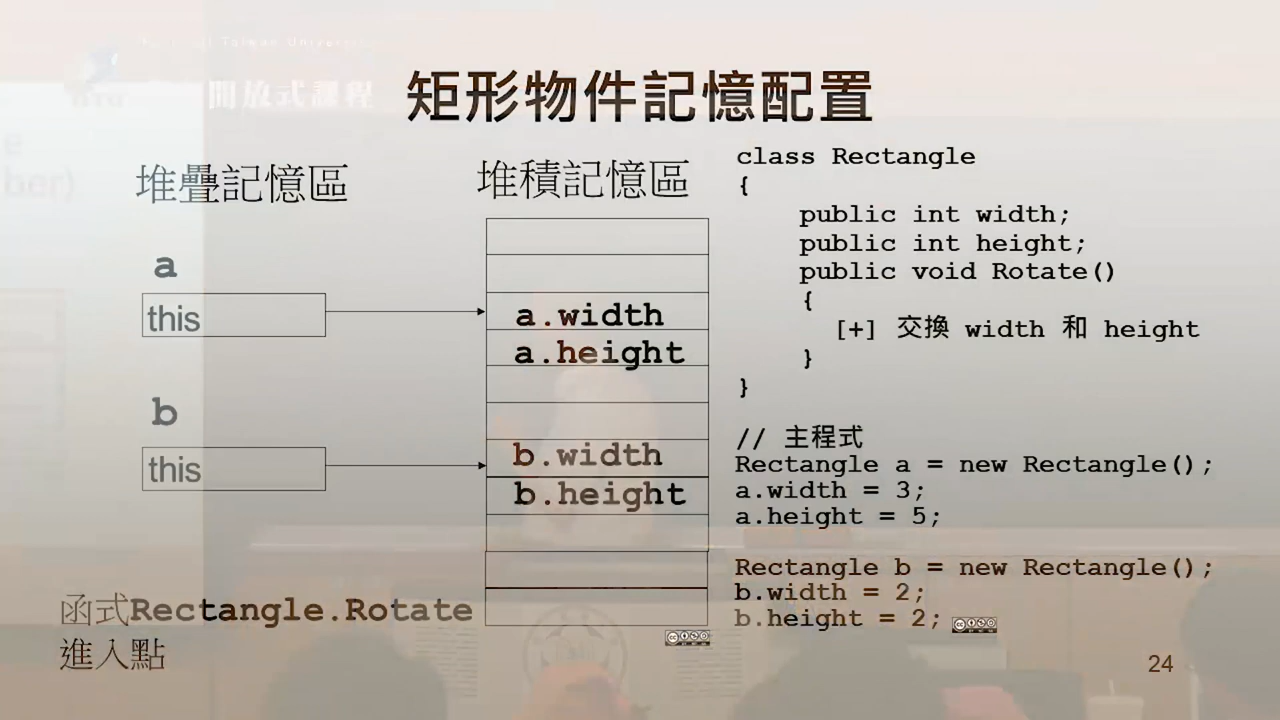 矩形物件記憶配置
開放式課程
堆疊記憶區
堆積記憶區
a
this
a.width
a.height
b
this
b.width
b.height
函式Rectangle.Rotate
進入點
class Rectangle
{
public int width;
public int height;
public void Rotate()
{
[+] 交換 width 和 height
}
}
// 主程式
Rectangle a = new Rectangle();
a.width = 3;
a.height = 5;
Rectangle b = new Rectangle();
b.width = 2;
b.height = 2;
24